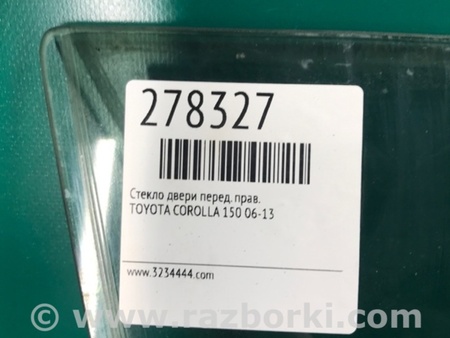 278327
Стекло двери перед. прав.
TOYOTA COROLLA 150 06-13
www.3234444.com
© www.razborki.com